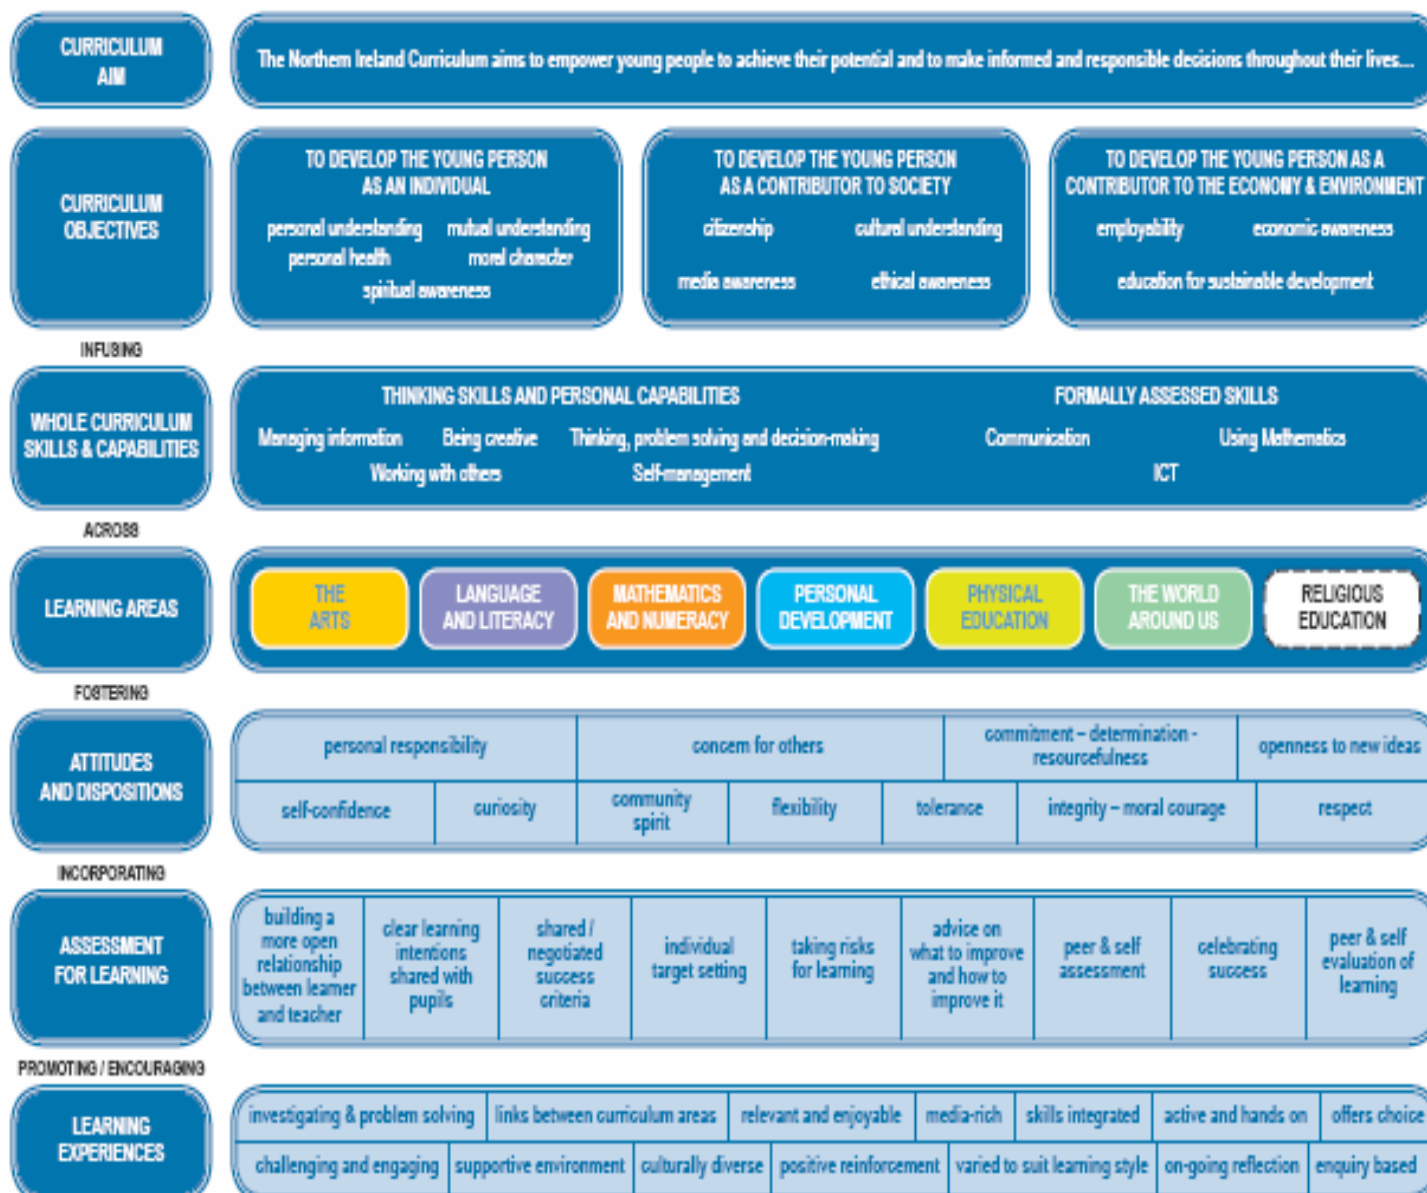 CURRICULUM
AIM
The Northern Ireland Curriculum aims to empower young people to achieve their potential and to make informed and responsible decisions throughout their lives....
CURRICULUM
OBJECTIVES
TO DEVELOP THE YOUNG PERSON
AS AN INDIVIDUAL
personal understanding mutual understanding
personal health moral character
spiritual awareness
TO DEVELOP THE YOUNG PERSON
AS A CONTRIBUTOR TO SOCIETY
citizenship cultural understanding
media awareness ethical awareness
TO DEVELOP THE YOUNG PERSON AS A
CONTRIBUTOR TO THE ECONOMY & ENVIRONMENT
employability economic awareness
education for sustainable development
INFUSING
WHOLE CURRICULUM
SKILLS & CAPABILITIES
THINKING SKILLS AND PERSONAL CAPABILITIES
Managing information Being creative Thinking, problem solving and decision-making
Working with others Self-management
FORMALLY ASSESSED SKILLS
Communication Using Mathematics
ICT
ACROSS
LEARNING AREAS
THE
ARTS
LANGUAGE
AND LITERACY
MATHEMATICS
AND NUMERACY
PERSONAL
DEVELOPMENT
PHYSICAL
EDUCATION
THE WORLD
AROUND US
RELIGIOUS
EDUCATION
FOSTERING
ATTITUDES
AND DISPOSITIONS
personal responsibility
concern for others
commitment – determination -
resourcefulness
openness to new ideas
self-confidence
curiosity
community
spirit
flexibility
tolerance
integrity – moral courage
respect
INCORPORATING
ASSESSMENT
FOR LEARNING
building a
more open
relationship
between learner
and teacher
clear learning
intentions
shared with
pupils
shared /
negotiated
success
criteria
individual
target setting
taking risks
for learning
advice on
what to improve
and how to
improve it
peer & self
assessment
celebrating
success
peer & self
evaluation of
learning
PROMOTING / ENCOURAGING
LEARNING
EXPERIENCES
investigating & problem solving
links between curriculum areas
relevant and enjoyable
media-rich
skills integrated
active and hands on
offers choice
challenging and engaging
supportive environment
culturally diverse
positive reinforcement
varied to suit learning style
on-going reflection
enquiry based